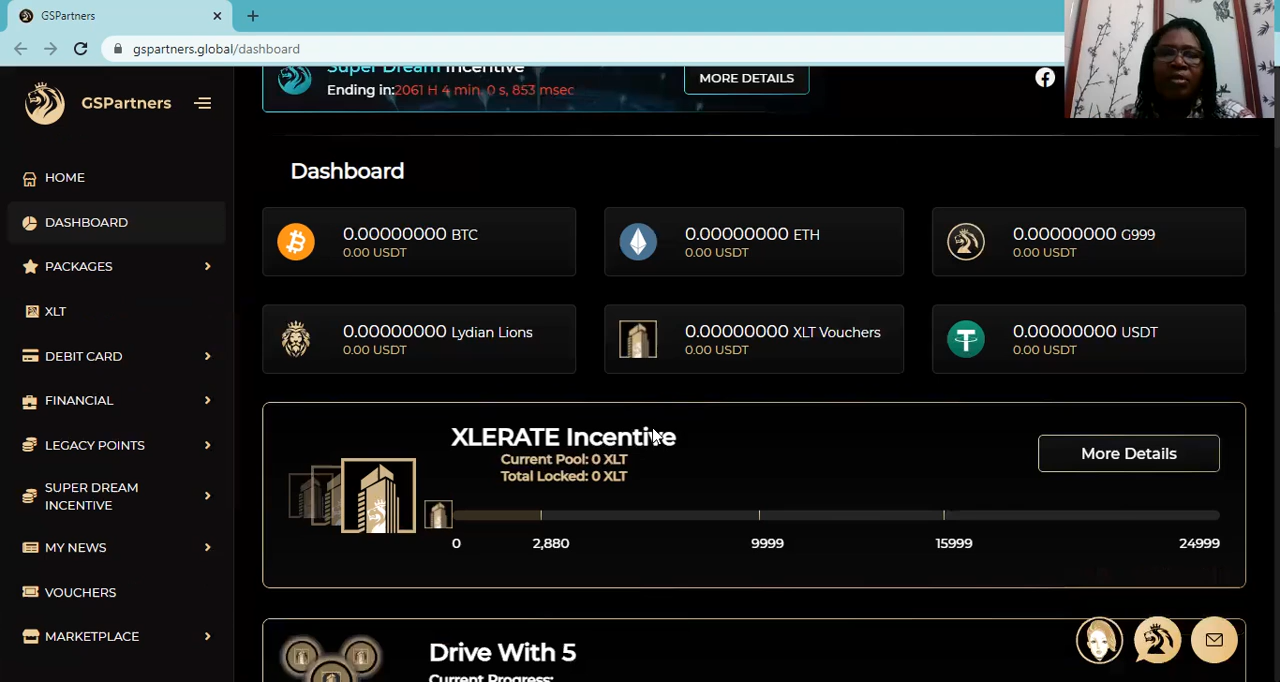 GSPartners
gspartners.global/dashboard
Super Dream Incentive
Ending in:2061 H 4 min. 0 s, 853 msec
MORE DETAILS
GSPartners
HOME
DASHBOARD
PACKAGES
XLT
DEBIT CARD
FINANCIAL
LEGACY POINTS
SUPER DREAM
INCENTIVE
MY NEWS
VOUCHERS
MARKETPLACE
Dashboard
0.00000000 BTC
0.00 USDT
0.00000000 ETH
0.00 USDT
0.00000000 G999
0.00 USDT
0.00000000 Lydian Lions
0.00 USDT
0.00000000 XLT Vouchers
0.00 USDT
0.00000000 USDT
0.00 USDT
XLERATE Incentive
Current Pool: 0 XLT
Total Locked: 0 XLT
More Details
0 2,880 9999 15999 24999
Drive With 5
Current Progress: